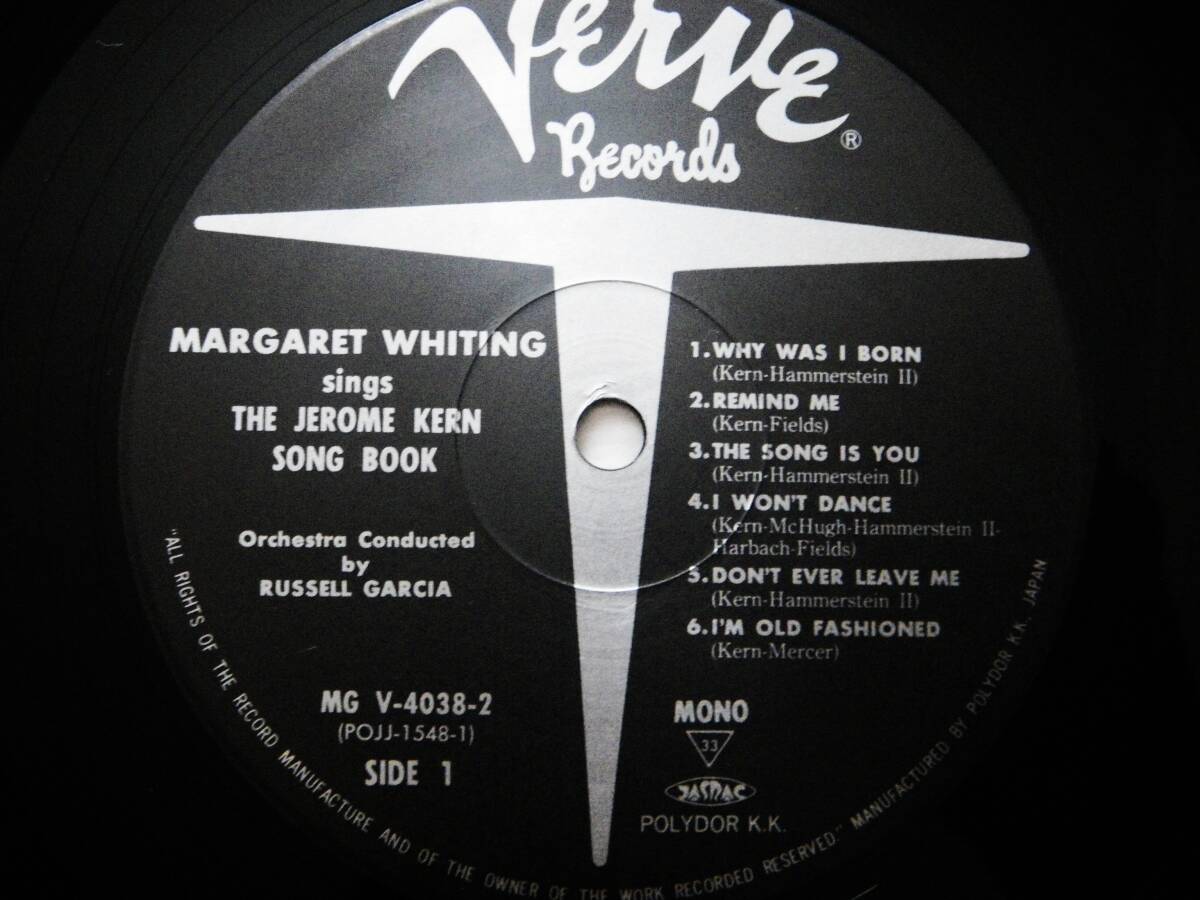 Verve
Records
®
MARGARET WHITING
sings
THE JEROME KERN
SONG BOOK
Orchestra Conducted
by
RUSSELL GARCIA
MG V-4038-2
(POJJ-1548-1)
SIDE 1
1.WHY WAS I BORN
(Kern-Hammerstein II)
2.REMIND ME
(Kern-Fields)
3.THE SONG IS YOU
(Kern-Hammerstein II)
4.I WON'T DANCE
(Kern-McHugh-Hammerstein II-
Harbach-Fields)
5.DON'T EVER LEAVE ME
(Kern-Hammerstein II)
6.I'M OLD FASHIONED
(Kern-Mercer)
MONO
33
JASRAC
POLYDOR K.K.
"ALL RIGHTS OF THE RECORD MANUFACTURE AND OF THE OWNER OF THE WORK RECORDED RESERVED." MANUFACTURED BY POLYDOR K.K. JAPAN